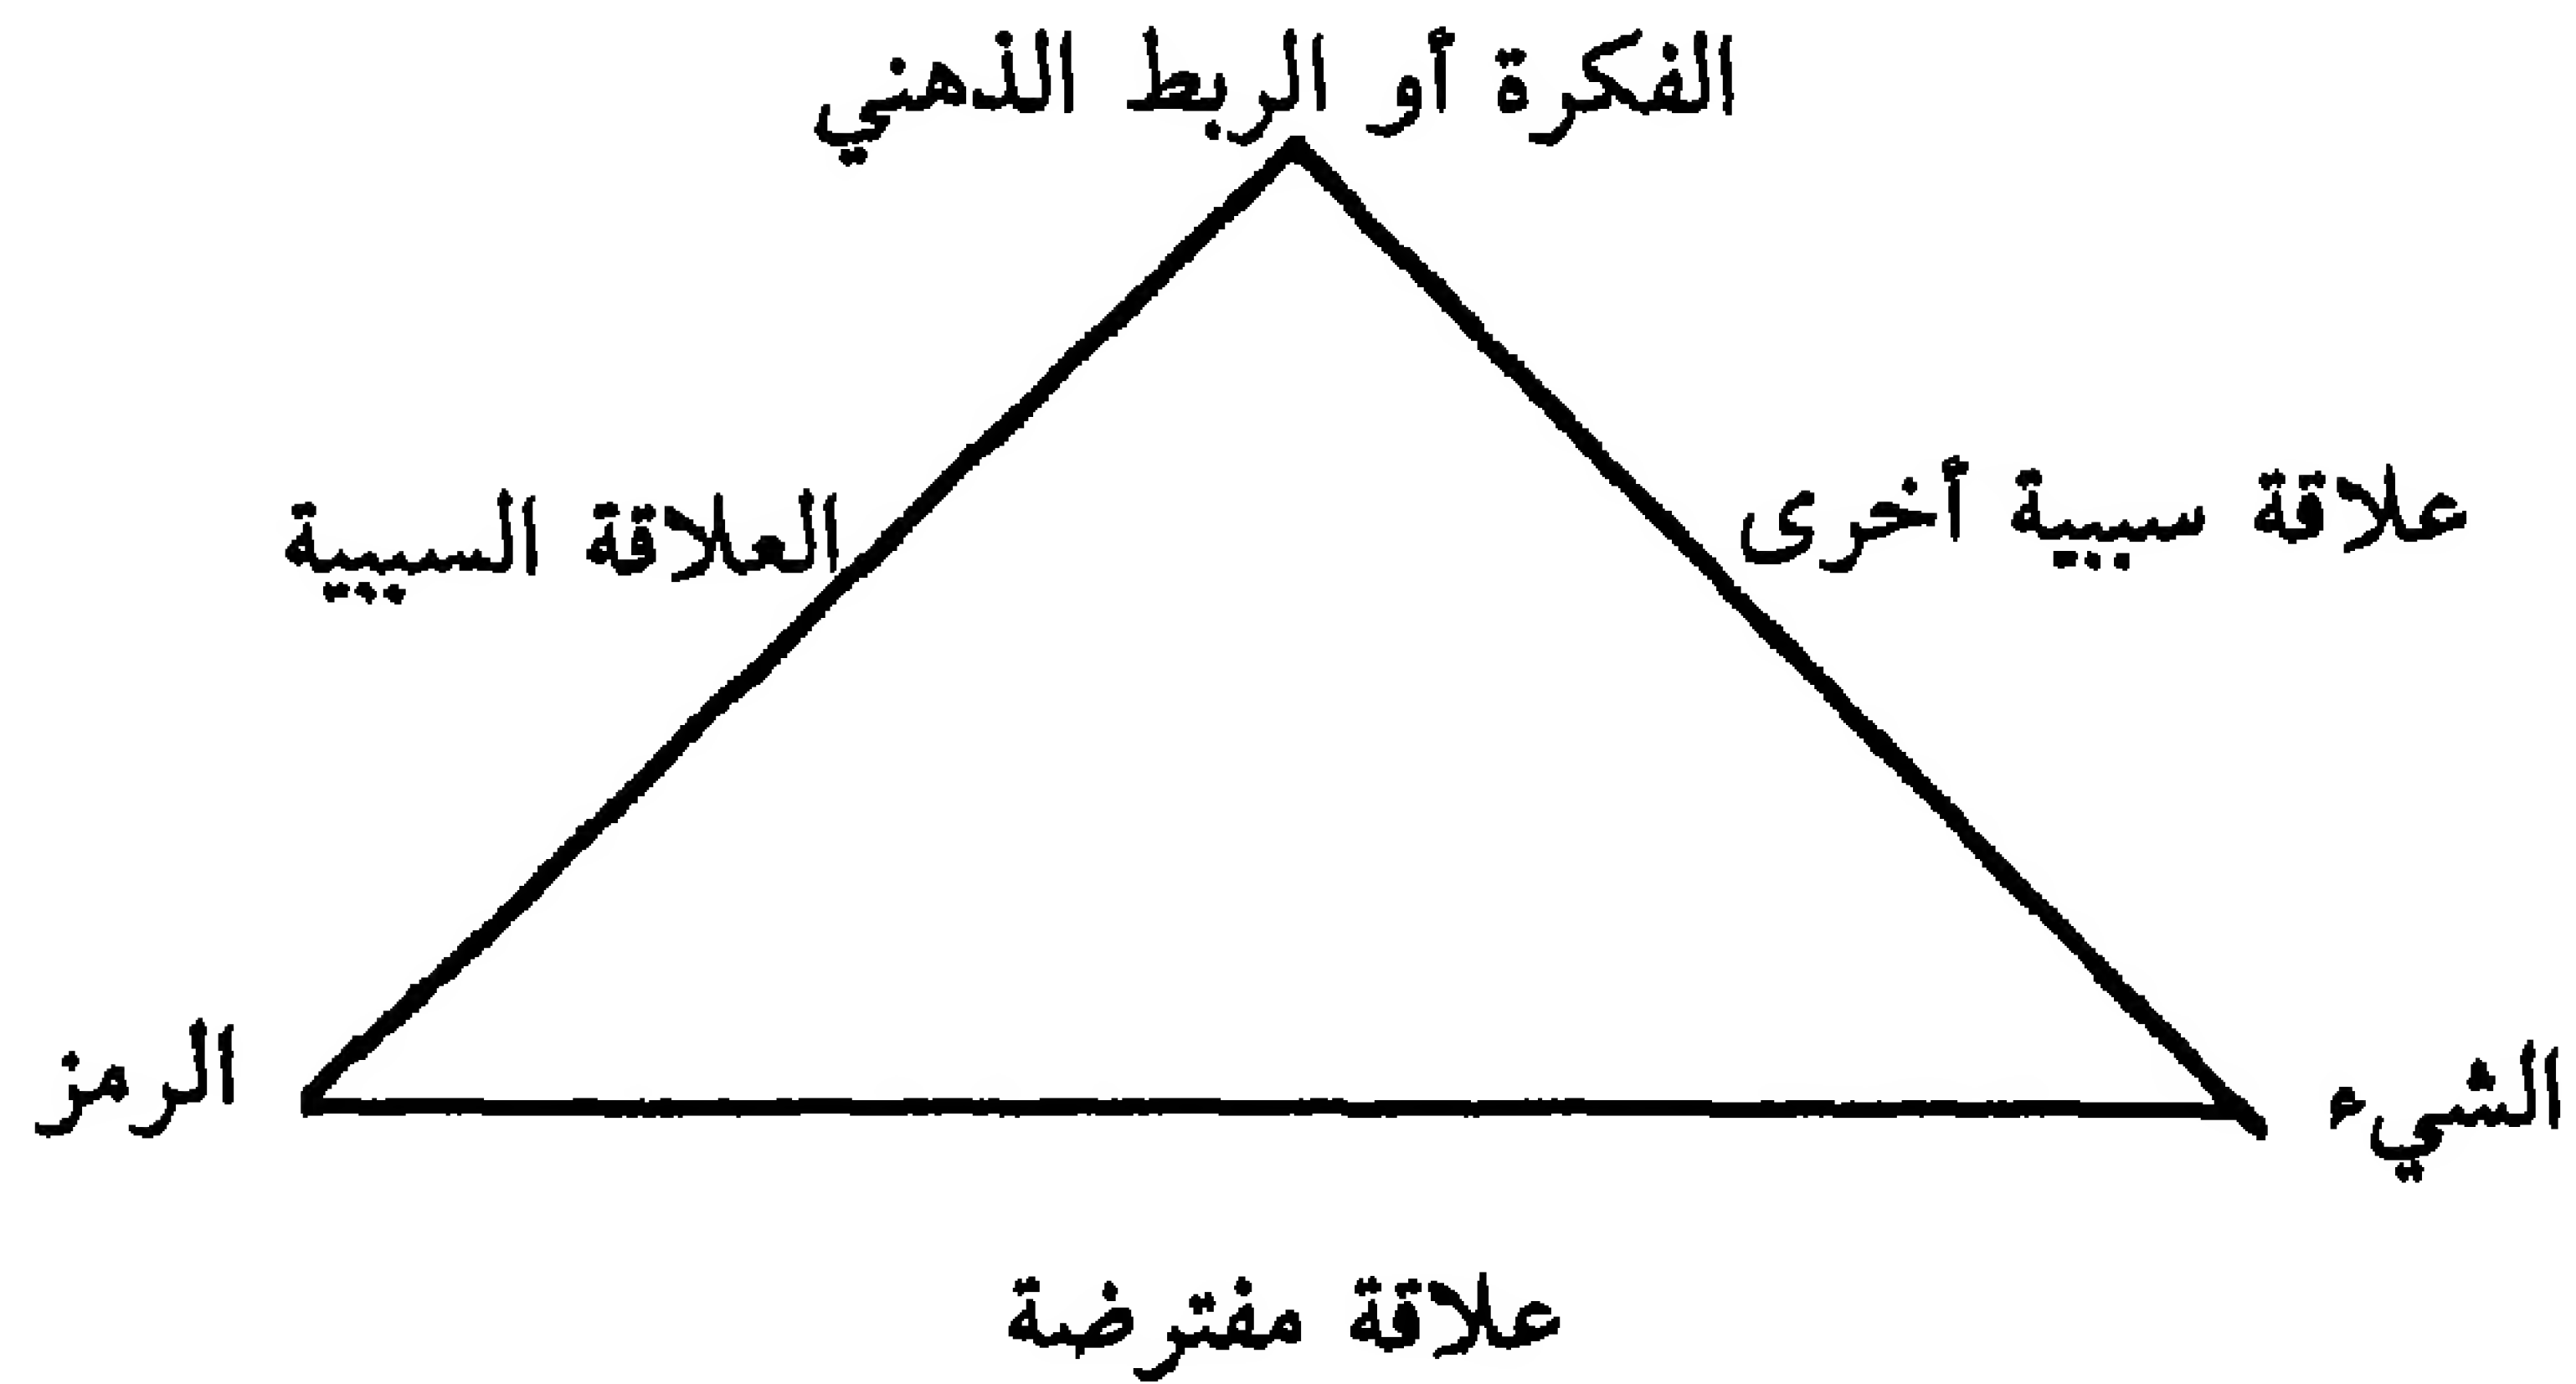 الفكرة أو الربط الذهني
علاقة سببية أخرى
العلاقة السببية
الشيء
الرمز
علاقة مفترضة